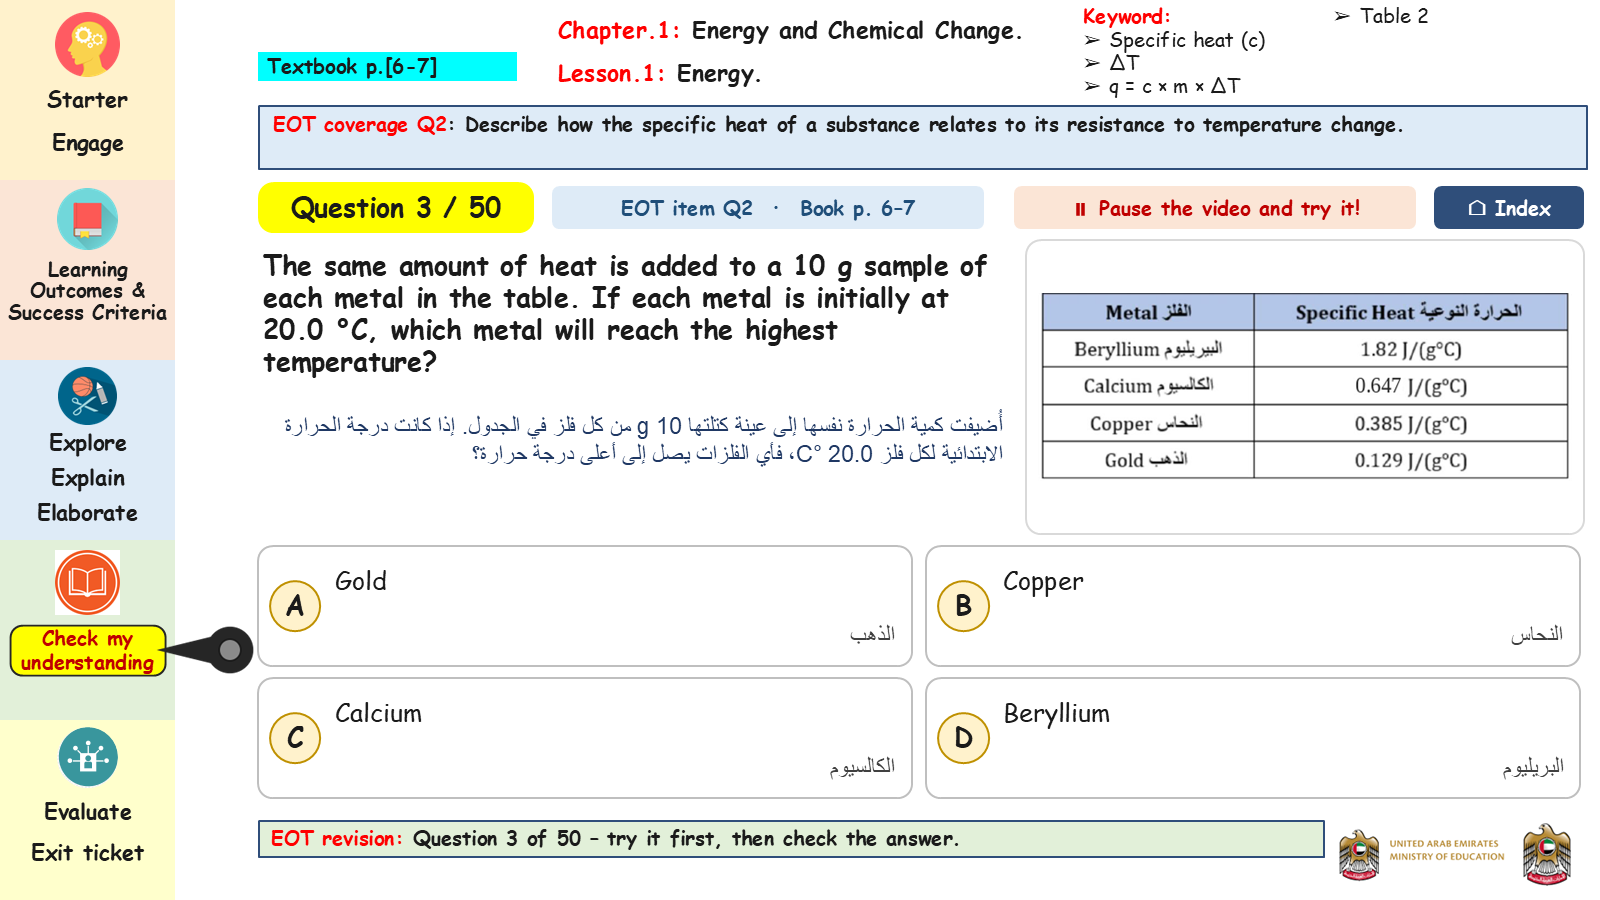 Starter
Engage
Learning
Outcomes &
Success Criteria
Explore
Explain
Elaborate
Check my
understanding
Evaluate
Exit ticket
Textbook p.[6-7]
Chapter.1: Energy and Chemical Change.
Lesson.1: Energy.
Keyword:
➢ Specific heat (c)
➢ ΔT
➢ q = c × m × ΔT
➢ Table 2
EOT coverage Q2: Describe how the specific heat of a substance relates to its resistance to temperature change.
Question 3 / 50
EOT item Q2 · Book p. 6–7
⏸ Pause the video and try it!
⌂ Index
The same amount of heat is added to a 10 g sample of
each metal in the table. If each metal is initially at
20.0 °C, which metal will reach the highest
temperature?
أُضيفت كمية الحرارة نفسها إلى عينة كتلتها 10 g من كل فلز في الجدول. إذا كانت درجة الحرارة
الابتدائية لكل فلز 20.0 °C، فأي الفلزات يصل إلى أعلى درجة حرارة؟
Metal الفلز Specific Heat الحرارة النوعية
Beryllium البيريليوم 1.82 J/(g°C)
Calcium الكالسيوم 0.647 J/(g°C)
Copper النحاس 0.385 J/(g°C)
Gold الذهب 0.129 J/(g°C)
A Gold
الذهب
B Copper
النحاس
C Calcium
الكالسيوم
D Beryllium
البريليوم
EOT revision: Question 3 of 50 – try it first, then check the answer.
UNITED ARAB EMIRATES
MINISTRY OF EDUCATION